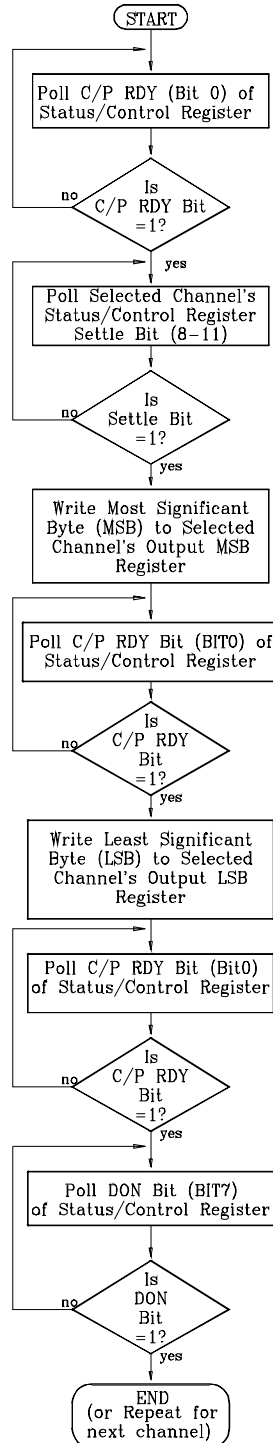 START
Poll C/P RDY (Bit 0) of
Status/Control Register
Is
C/P RDY Bit
=1?
no
yes
Poll Selected Channel's
Status/Control Register
Settle Bit (8-11)
Is
Settle Bit
=1?
no
yes
Write Most Significant
Byte (MSB) to Selected
Channel's Output MSB
Register
Poll C/P RDY Bit (BIT0) of
Status/Control Register
Is
C/P RDY
Bit
=1?
no
yes
Write Least Significant
Byte (LSB) to Selected
Channel's Output LSB
Register
Poll C/P RDY Bit (Bit0)
of Status/Control Register
Is
C/P RDY
Bit
=1?
no
yes
Poll DON Bit (BIT7)
of Status/Control Register
Is
DON
Bit
=1?
no
yes
END
(or Repeat for
next channel)